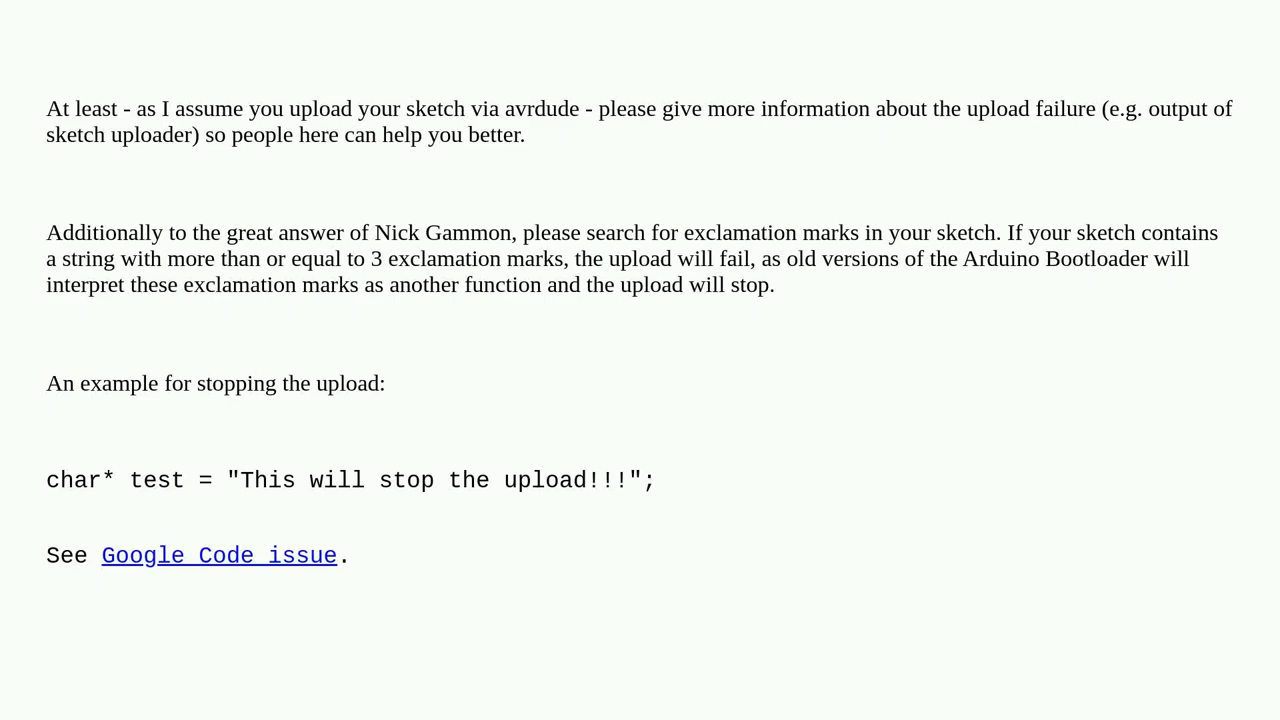 At least - as I assume you upload your sketch via avrdude - please give more information about the upload failure (e.g. output of
sketch uploader) so people here can help you better.
Additionally to the great answer of Nick Gammon, please search for exclamation marks in your sketch. If your sketch contains
a string with more than or equal to 3 exclamation marks, the upload will fail, as old versions of the Arduino Bootloader will
interpret these exclamation marks as another function and the upload will stop.
An example for stopping the upload:
char* test = "This will stop the upload!!!";
See Google Code issue.